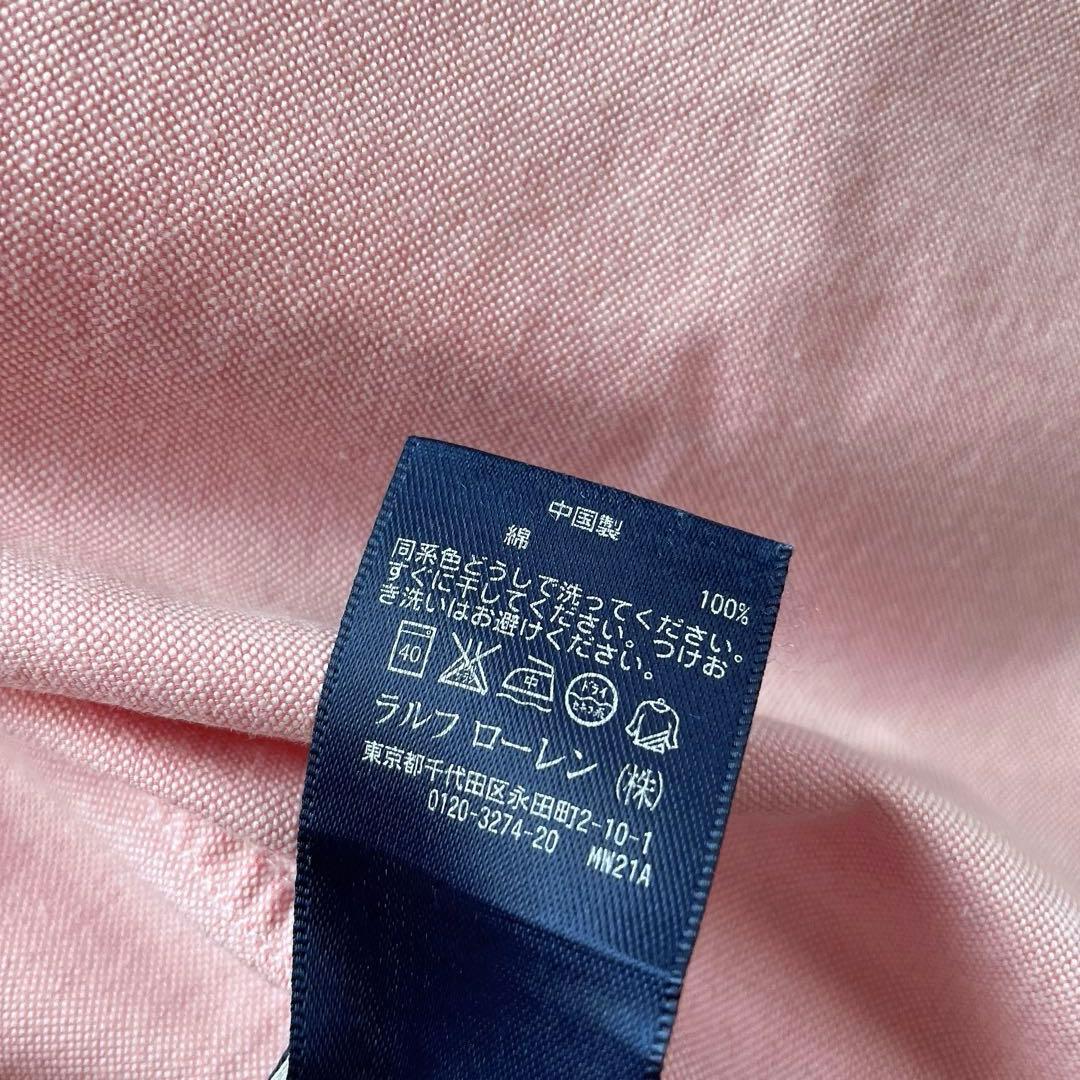 中国製
綿 100%
同系色どうしで洗ってください。
すぐに干してください。つけお
き洗いはお避けください。
40 中 ドライ
ラルフ ローレン (株)
東京都千代田区永田町2-10-1
0120-3274-20 MW21A